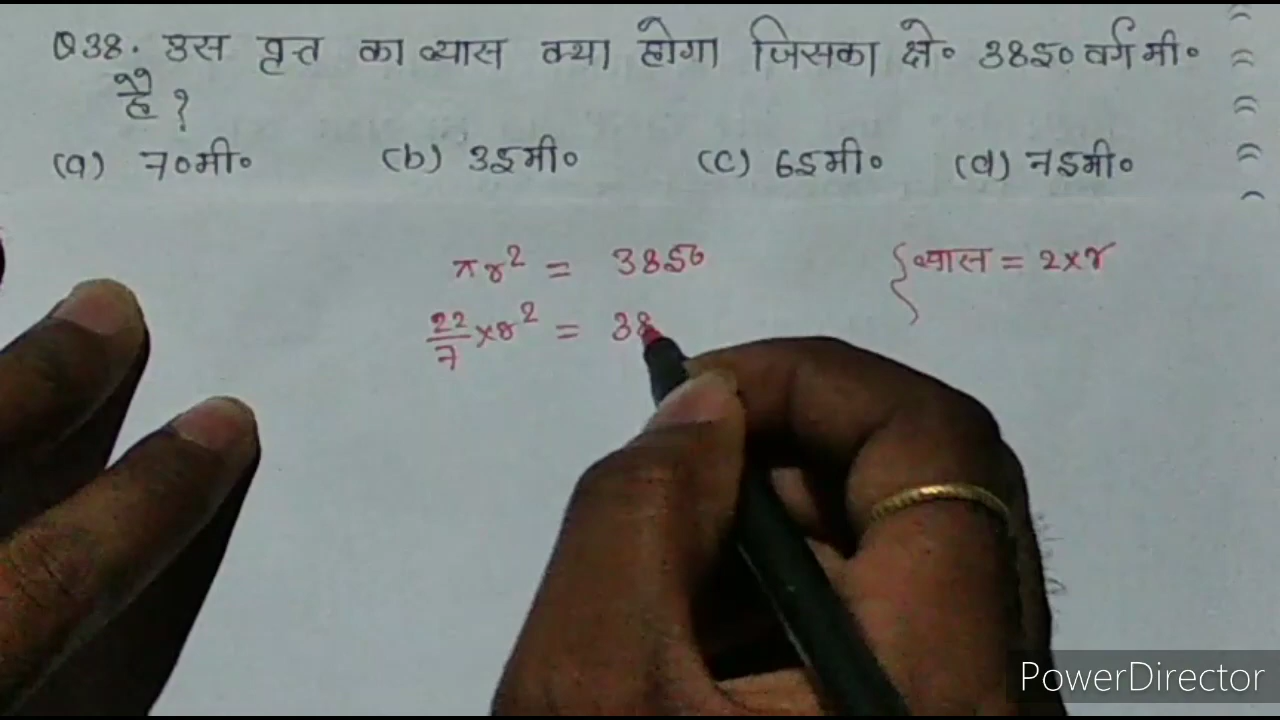 Q38. उस वृत्त का व्यास क्या होगा जिसका क्षे० 3850 वर्ग मी०
है?
(a) 70मी० (b) 35मी० (c) 65मी० (d) 75मी०
πr² = 3850 {व्यास = 2×r
22/7 × r² = 38
PowerDirector